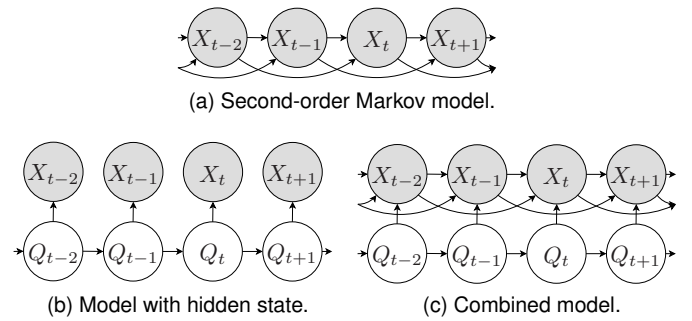 X_{t-2} X_{t-1} X_t X_{t+1}
(a) Second-order Markov model.
X_{t-2} X_{t-1} X_t X_{t+1}
Q_{t-2} Q_{t-1} Q_t Q_{t+1}
(b) Model with hidden state.
X_{t-2} X_{t-1} X_t X_{t+1}
Q_{t-2} Q_{t-1} Q_t Q_{t+1}
(c) Combined model.